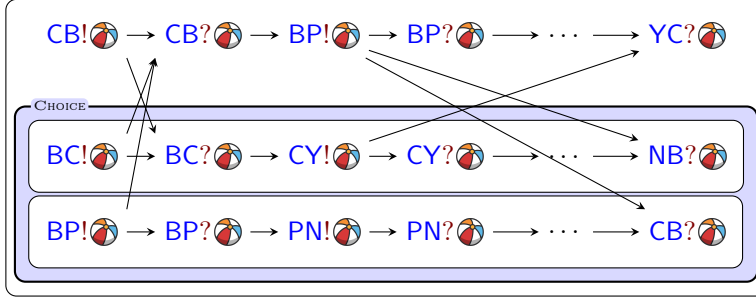 CB! CB? BP! BP? ··· YC?
CHOICE
BC! BC? CY! CY? ··· NB?
BP! BP? PN! PN? ··· CB?